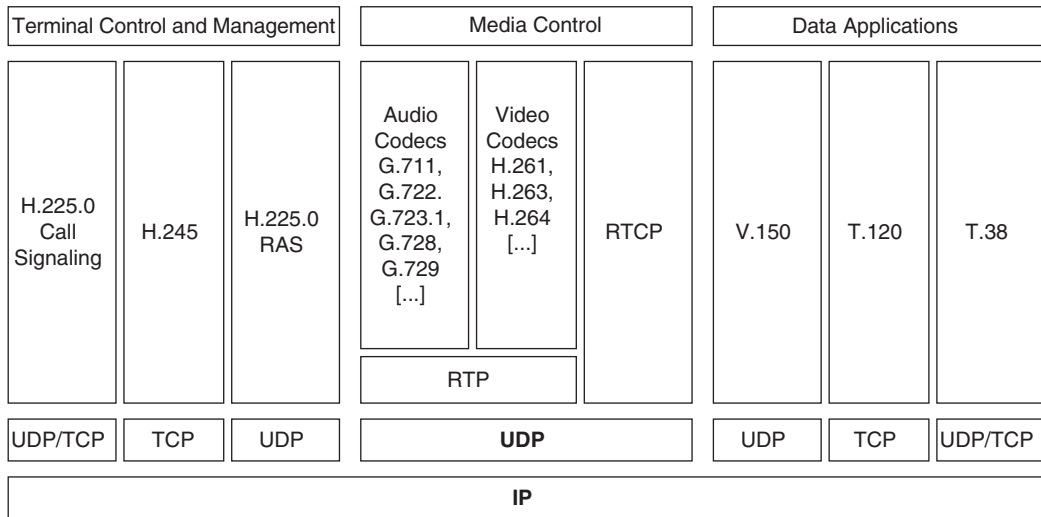 Terminal Control and Management
Media Control
Data Applications
H.225.0
Call
Signaling
H.245
H.225.0
RAS
Audio
Codecs
G.711,
G.722.
G.723.1,
G.728,
G.729
[...]
Video
Codecs
H.261,
H.263,
H.264
[...]
RTCP
V.150
T.120
T.38
RTP
UDP/TCP
TCP
UDP
UDP
UDP
TCP
UDP/TCP
IP